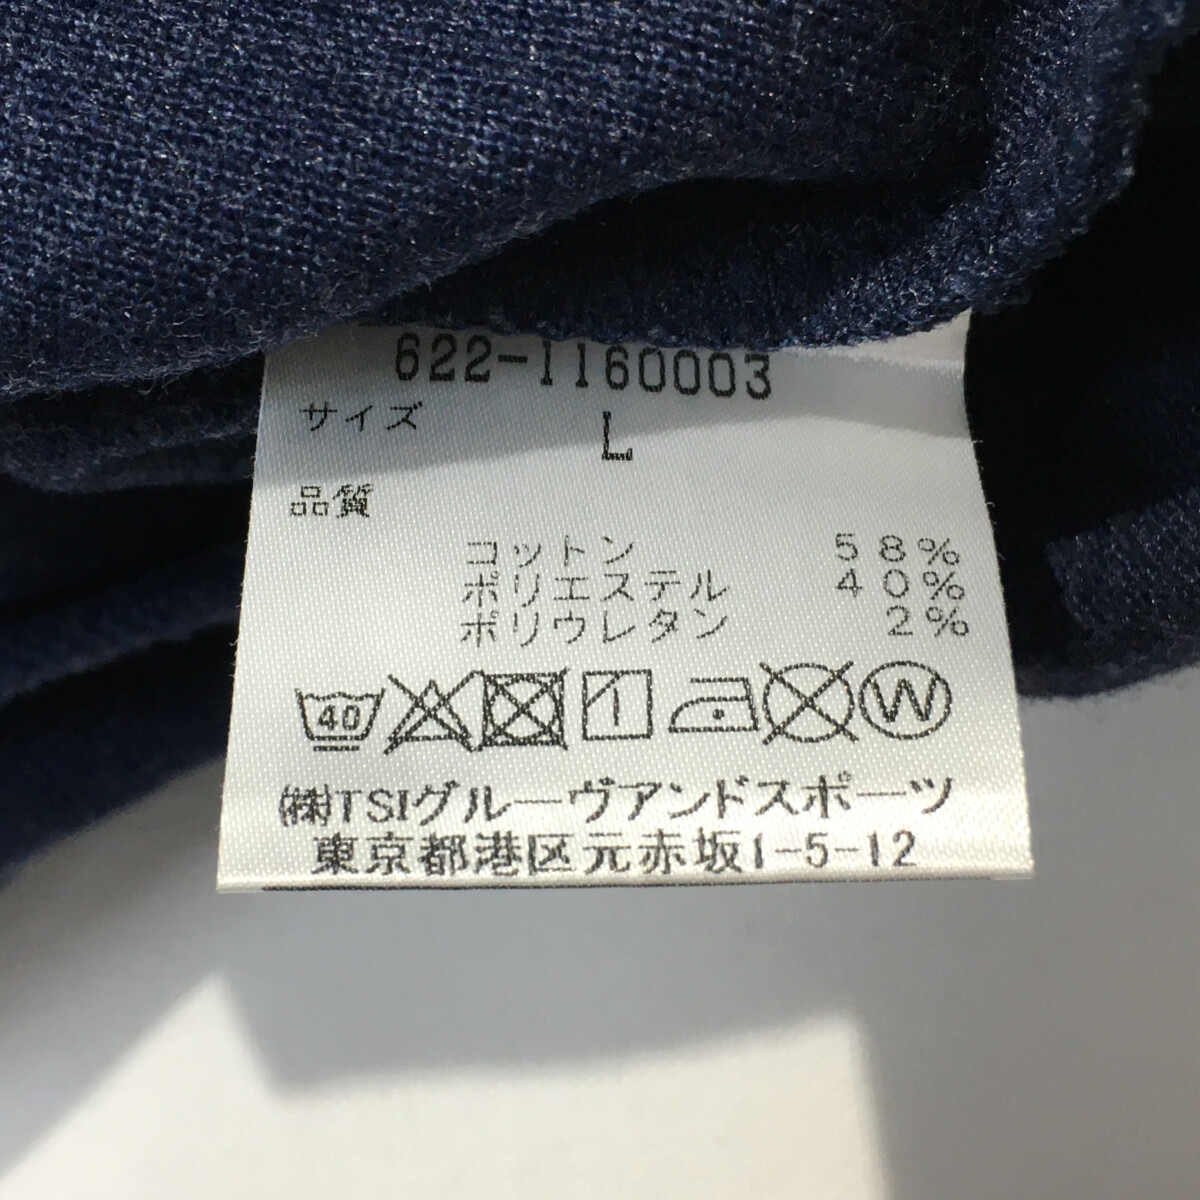 622-1160003
サイズ L
品質
コットン 58%
ポリエステル 40%
ポリウレタン 2%
40 W
㈱TSIグルーヴアンドスポーツ
東京都港区元赤坂1-5-12